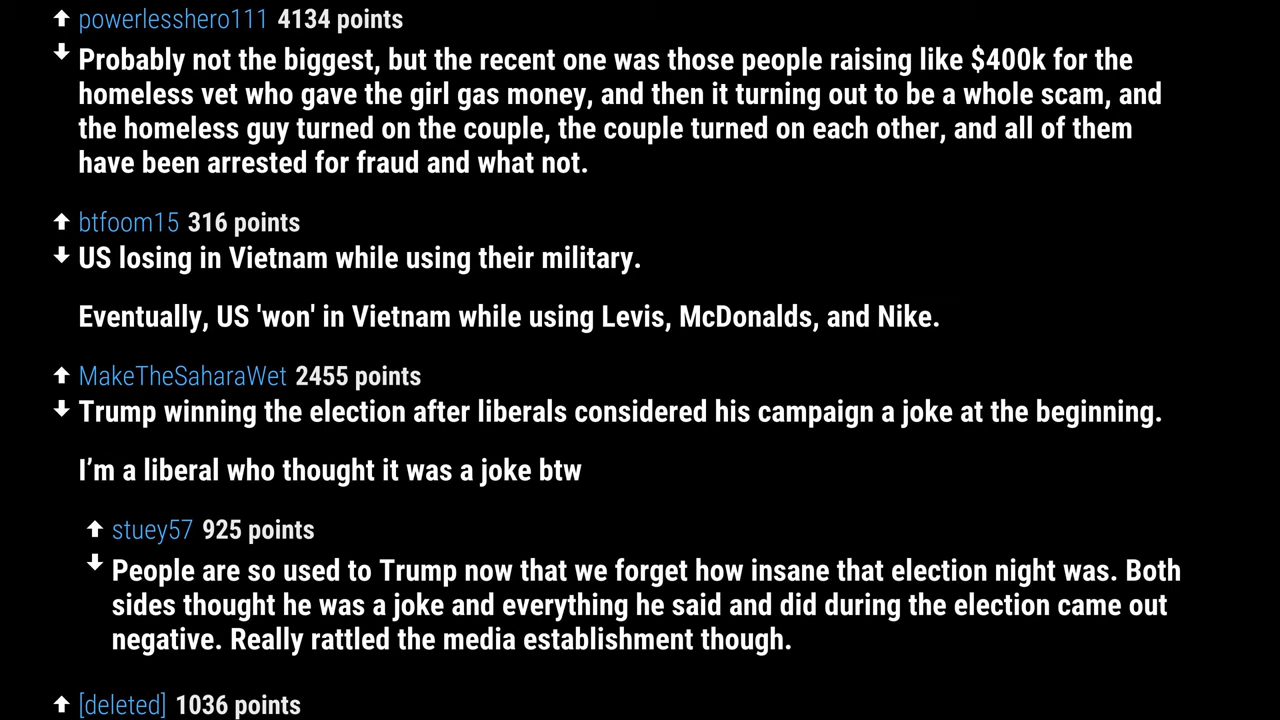 powerlesshero111 4134 points
Probably not the biggest, but the recent one was those people raising like $400k for the
homeless vet who gave the girl gas money, and then it turning out to be a whole scam, and
the homeless guy turned on the couple, the couple turned on each other, and all of them
have been arrested for fraud and what not.
btfoom15 316 points
US losing in Vietnam while using their military.
Eventually, US 'won' in Vietnam while using Levis, McDonalds, and Nike.
MakeTheSaharaWet 2455 points
Trump winning the election after liberals considered his campaign a joke at the beginning.
I’m a liberal who thought it was a joke btw
stuey57 925 points
People are so used to Trump now that we forget how insane that election night was. Both
sides thought he was a joke and everything he said and did during the election came out
negative. Really rattled the media establishment though.
[deleted] 1036 points